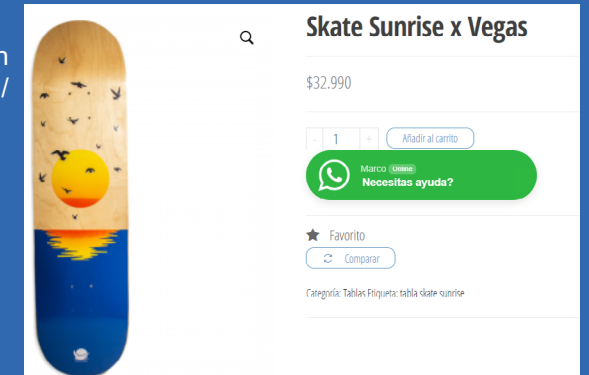 Skate Sunrise x Vegas
$32.990
- 1 + Añadir al carrito
Marco Online
Necesitas ayuda?
Favorito
Comparar
Categoría: Tablas Etiqueta: tabla skate sunrise
n
/